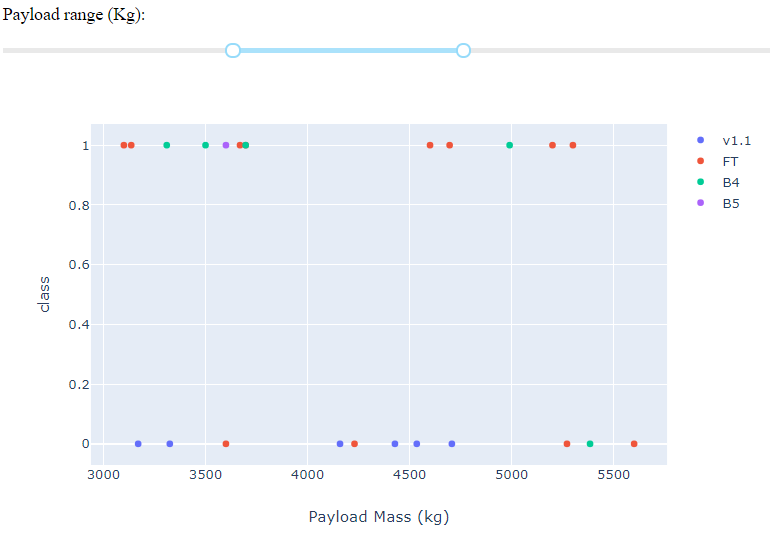 Payload range (Kg):
1
0.8
0.6
0.4
0.2
0
class
3000 3500 4000 4500 5000 5500
Payload Mass (kg)
v1.1
FT
B4
B5